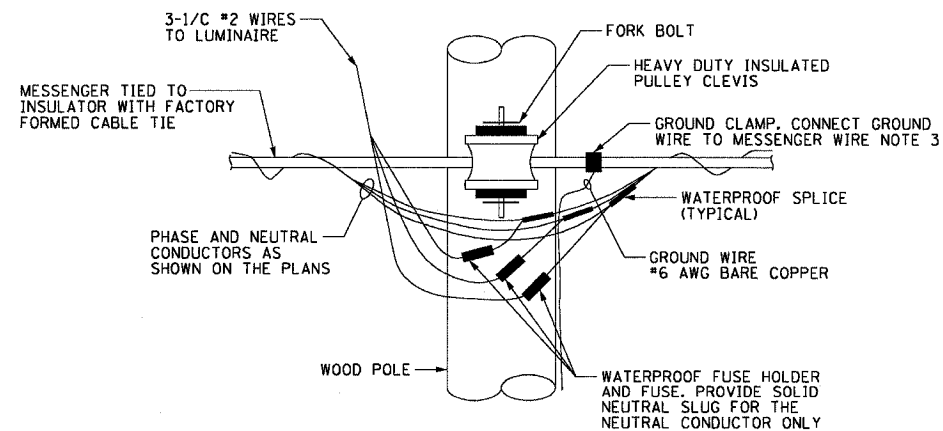 3-1/C #2 WIRES
TO LUMINAIRE
FORK BOLT
HEAVY DUTY INSULATED
PULLEY CLEVIS
MESSENGER TIED TO
INSULATOR WITH FACTORY
FORMED CABLE TIE
GROUND CLAMP. CONNECT GROUND
WIRE TO MESSENGER WIRE NOTE 3
WATERPROOF SPLICE
(TYPICAL)
PHASE AND NEUTRAL
CONDUCTORS AS
SHOWN ON THE PLANS
GROUND WIRE
#6 AWG BARE COPPER
WOOD POLE
WATERPROOF FUSE HOLDER
AND FUSE. PROVIDE SOLID
NEUTRAL SLUG FOR THE
NEUTRAL CONDUCTOR ONLY